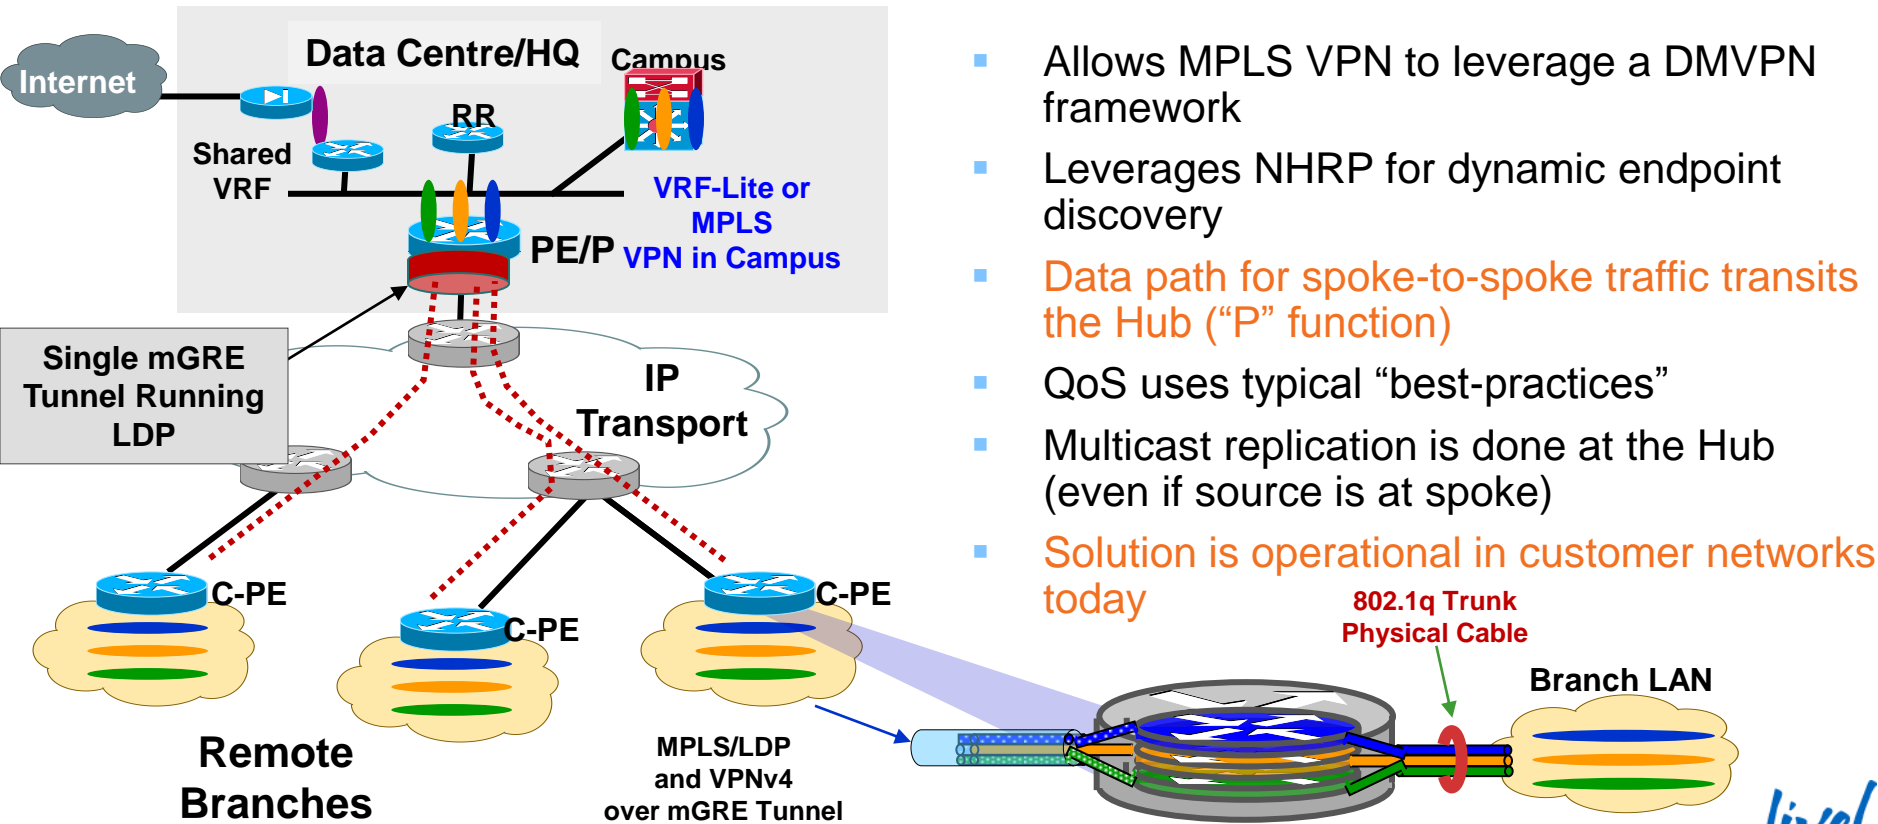 Data Centre/HQ
Campus
Internet
RR
Shared
VRF
VRF-Lite or
MPLS
VPN in Campus
PE/P
Single mGRE
Tunnel Running
LDP
IP
Transport
C-PE
C-PE
C-PE
Remote
Branches
MPLS/LDP
and VPNv4
over mGRE Tunnel
Allows MPLS VPN to leverage a DMVPN
framework
Leverages NHRP for dynamic endpoint
discovery
Data path for spoke-to-spoke traffic transits
the Hub (“P” function)
QoS uses typical “best-practices”
Multicast replication is done at the Hub
(even if source is at spoke)
Solution is operational in customer networks
today
802.1q Trunk
Physical Cable
Branch LAN